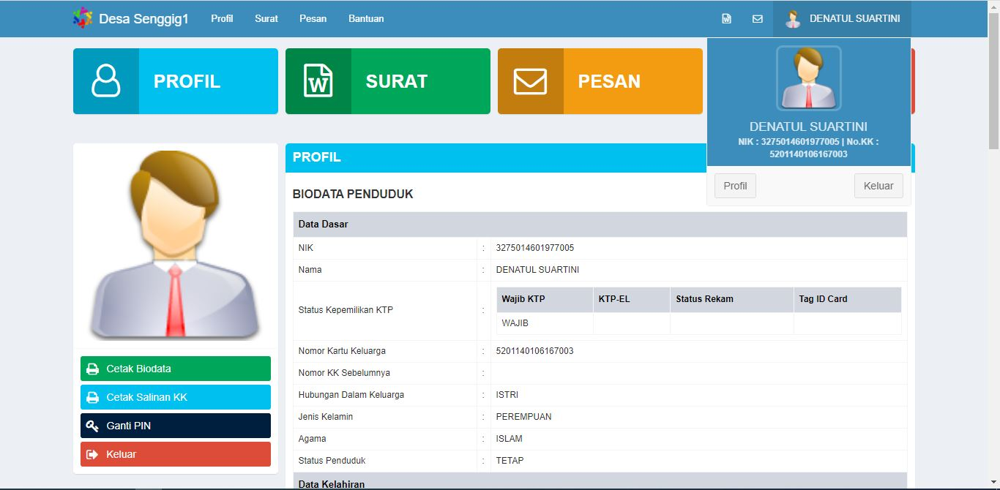 Desa Senggig1 Profil Surat Pesan Bantuan DENATUL SUARTINI
PROFIL
SURAT
PESAN
DENATUL SUARTINI
NIK : 3275014601977005 | No.KK :
5201140106167003
Profil Keluar
Cetak Biodata
Cetak Salinan KK
Ganti PIN
Keluar
PROFIL
BIODATA PENDUDUK
Data Dasar
NIK : 3275014601977005
Nama : DENATUL SUARTINI
Status Kepemilikan KTP :
Wajib KTP KTP-EL Status Rekam Tag ID Card
WAJIB
Nomor Kartu Keluarga : 5201140106167003
Nomor KK Sebelumnya :
Hubungan Dalam Keluarga : ISTRI
Jenis Kelamin : PEREMPUAN
Agama : ISLAM
Status Penduduk : TETAP
Data Kelahiran